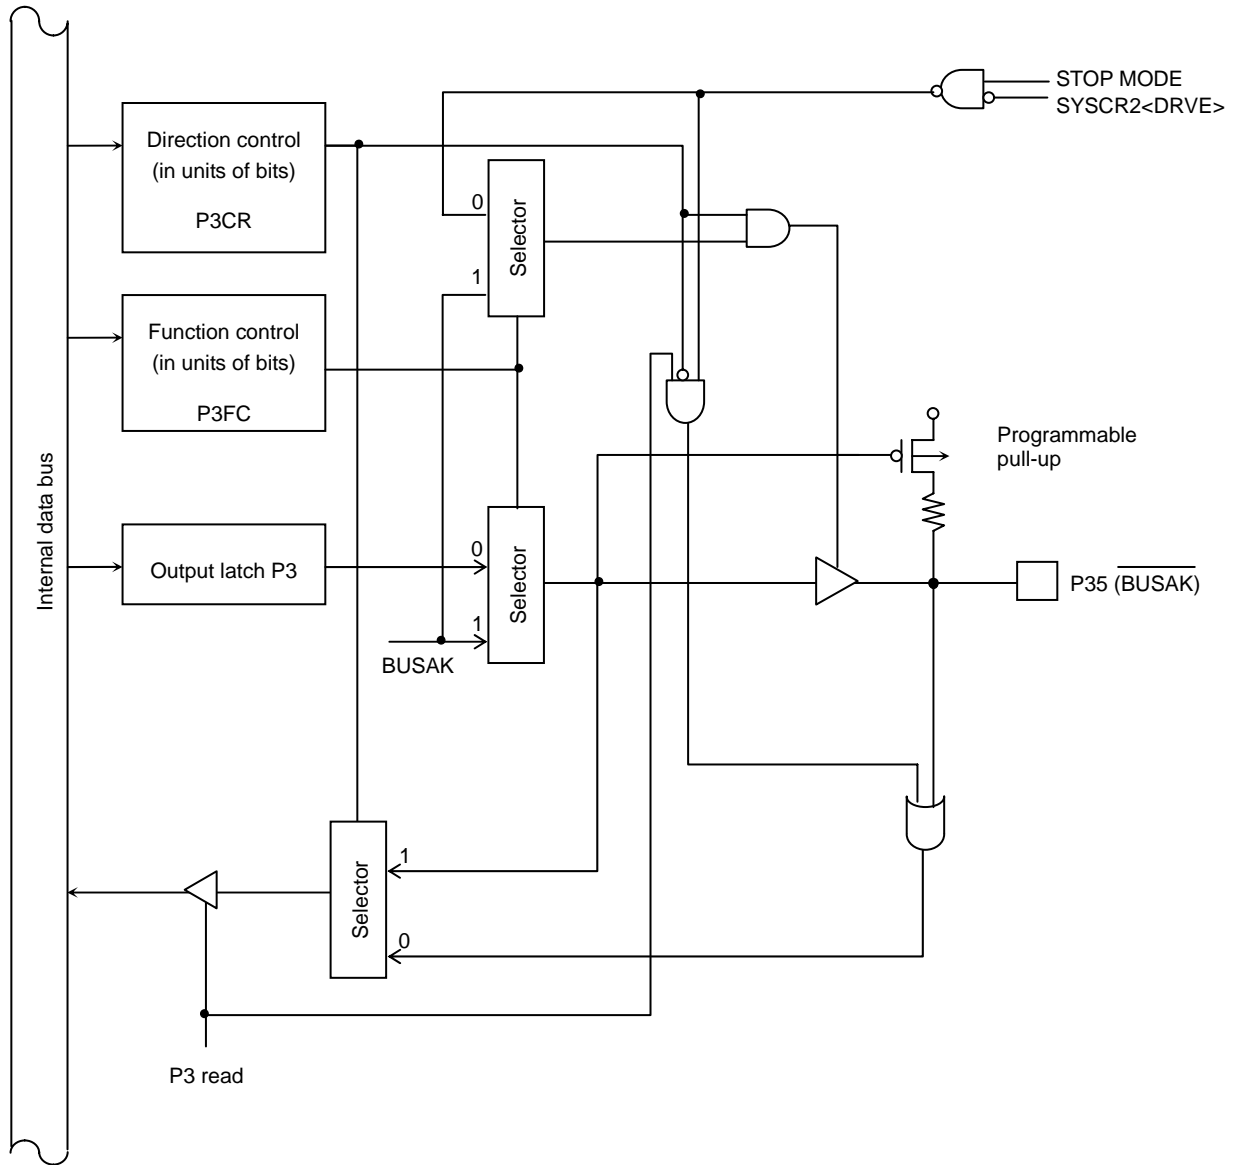 STOP MODE
SYSCR2<DRVE>
Direction control
(in units of bits)
P3CR
0
Selector
1
Function control
(in units of bits)
P3FC
Programmable
pull-up
Internal data bus
Output latch P3
0
Selector
1
BUSAK
P35 (BUSAK)
Selector
1
0
P3 read